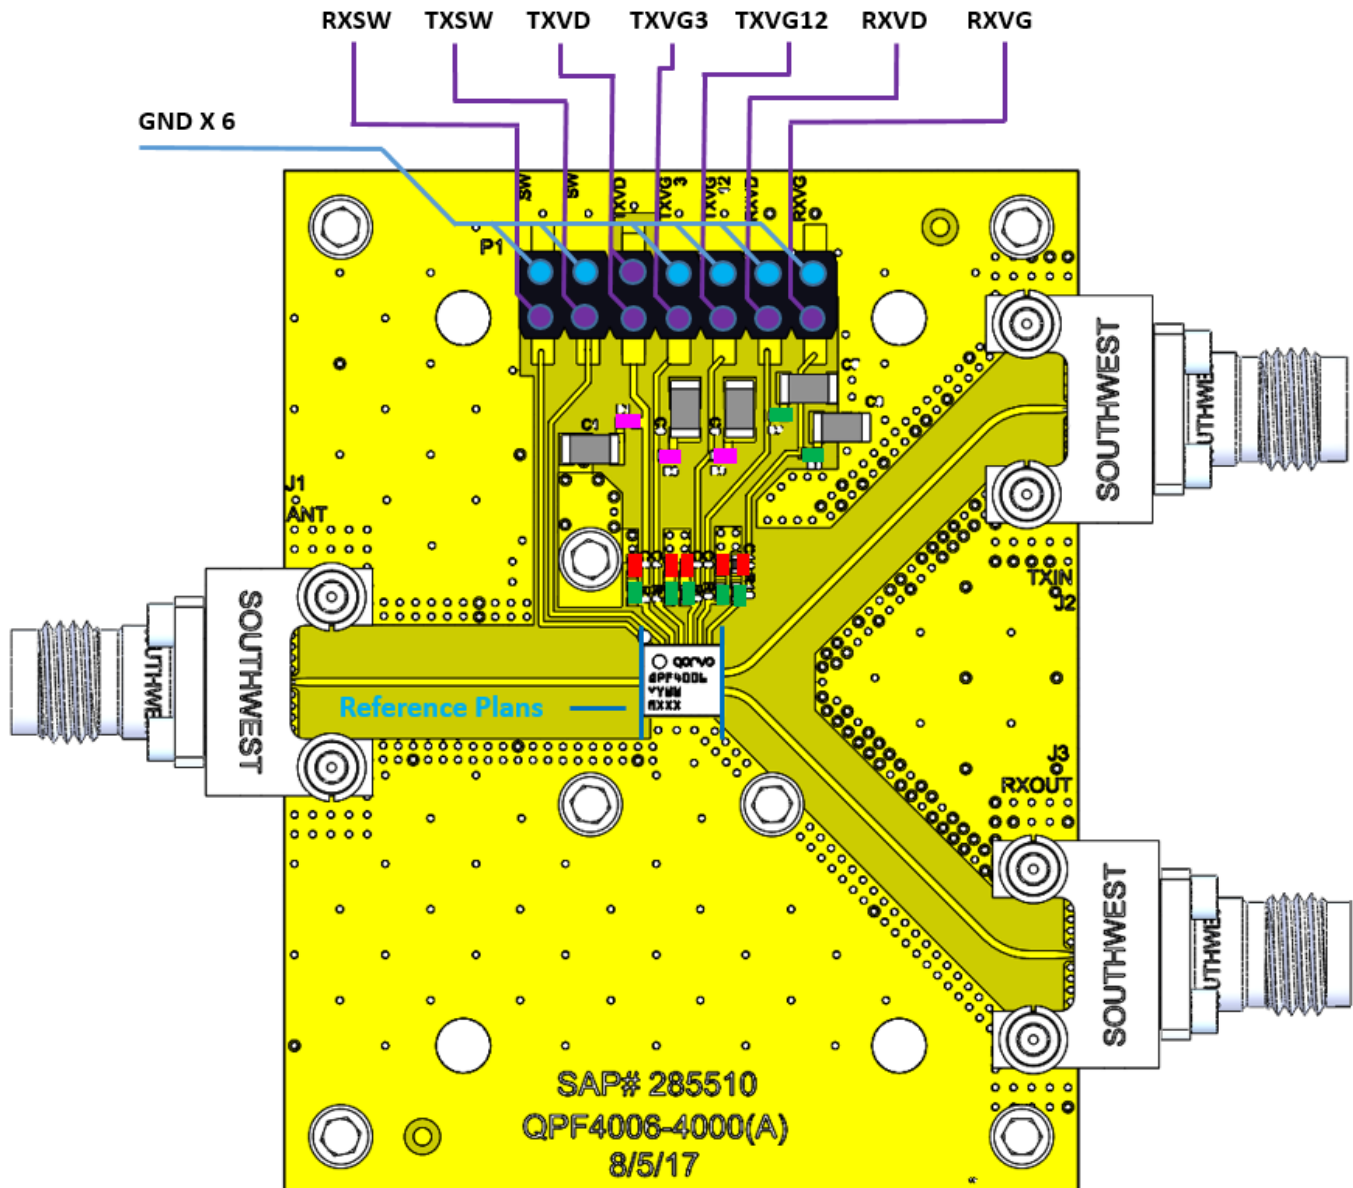 RXSW
TXSW
TXVD
TXVG3
TXVG12
RXVD
RXVG
GND X 6
SW
SW
TXVD
TXVG 3
TXVG 12
RXVD
RXVG
P1
C1
J1
ANT
SOUTHWEST
SOUTHWEST
TXIN
J2
SOUTHWEST
J3
RXOUT
Qorvo
QPF4006
YYWW
Reference Plans
SAP# 285510
QPF4006-4000(A)
8/5/17